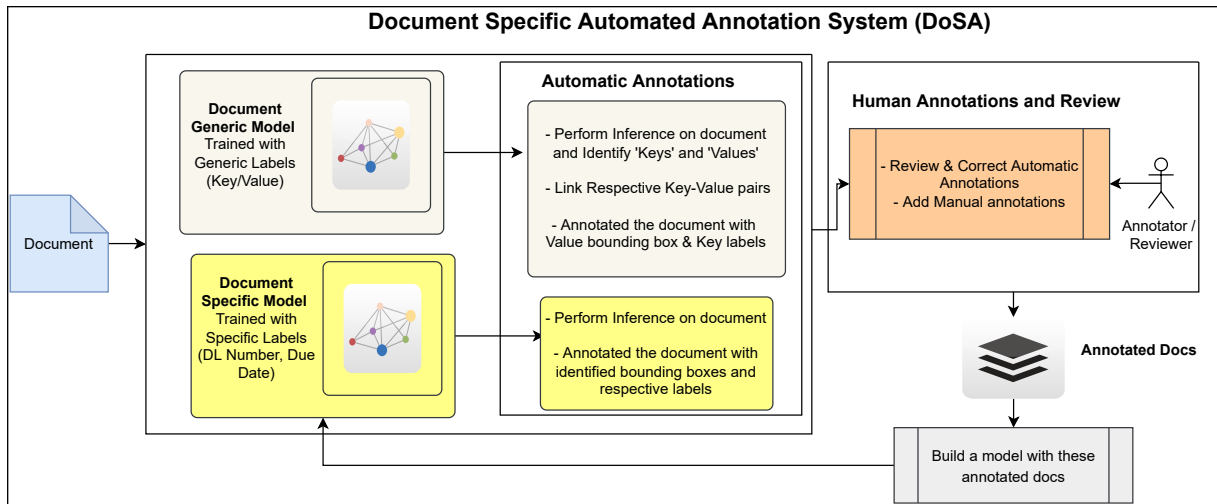 Document Specific Automated Annotation System (DoSA)
Document
Document
Generic Model
Trained with
Generic Labels
(Key/Value)
Document
Specific Model
Trained with
Specific Labels
(DL Number, Due
Date)
Automatic Annotations
- Perform Inference on document
and Identify 'Keys' and 'Values'
- Link Respective Key-Value pairs
- Annotated the document with
Value bounding box & Key labels
- Perform Inference on document
- Annotated the document with
identified bounding boxes and
respective labels
Human Annotations and Review
- Review & Correct Automatic
Annotations
- Add Manual annotations
Annotator /
Reviewer
Annotated Docs
Build a model with these
annotated docs